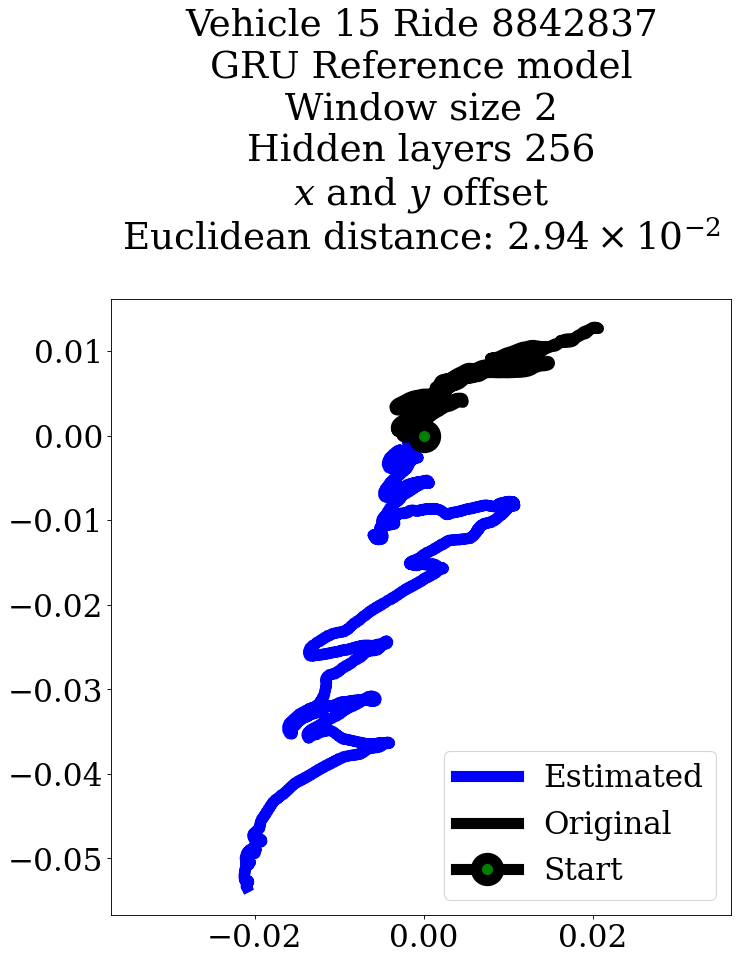 Vehicle 15 Ride 8842837
GRU Reference model
Window size 2
Hidden layers 256
x and y offset
Euclidean distance: 2.94 × 10⁻²
0.01
0.00
−0.01
−0.02
−0.03
−0.04
−0.05
−0.02
0.00
0.02
Estimated
Original
Start